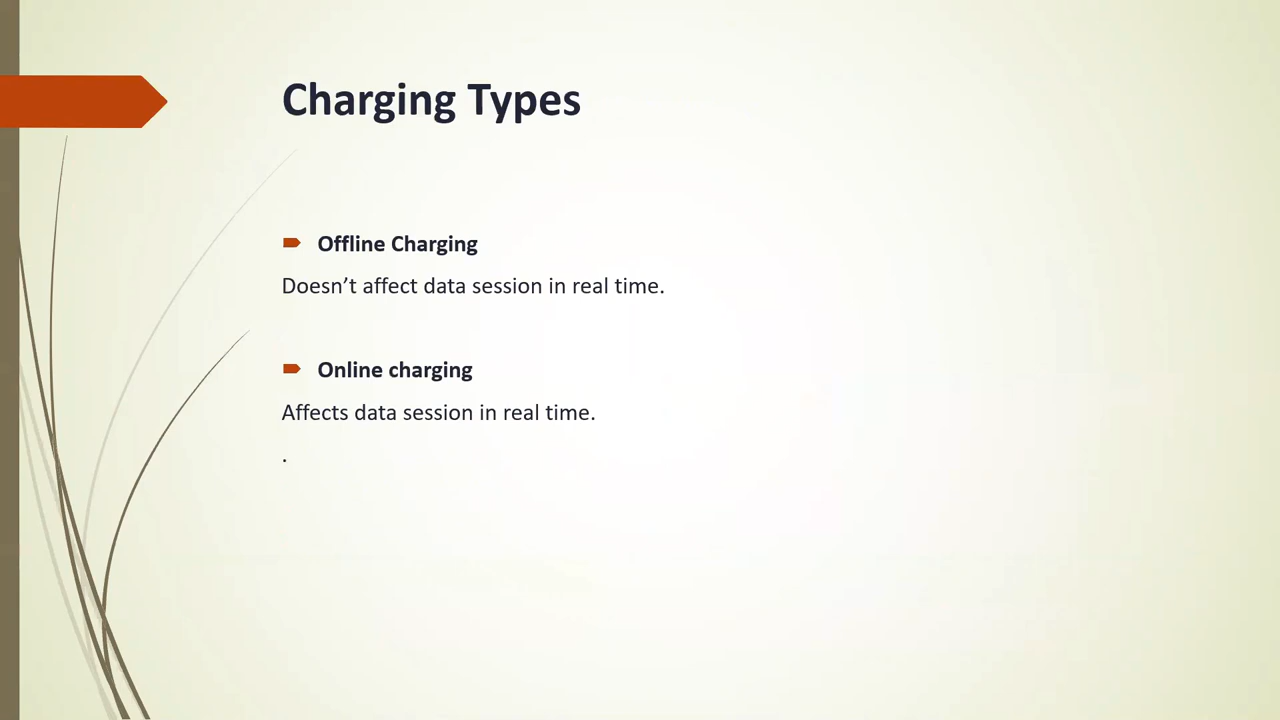 Charging Types
Offline Charging
Doesn’t affect data session in real time.
Online charging
Affects data session in real time.
.